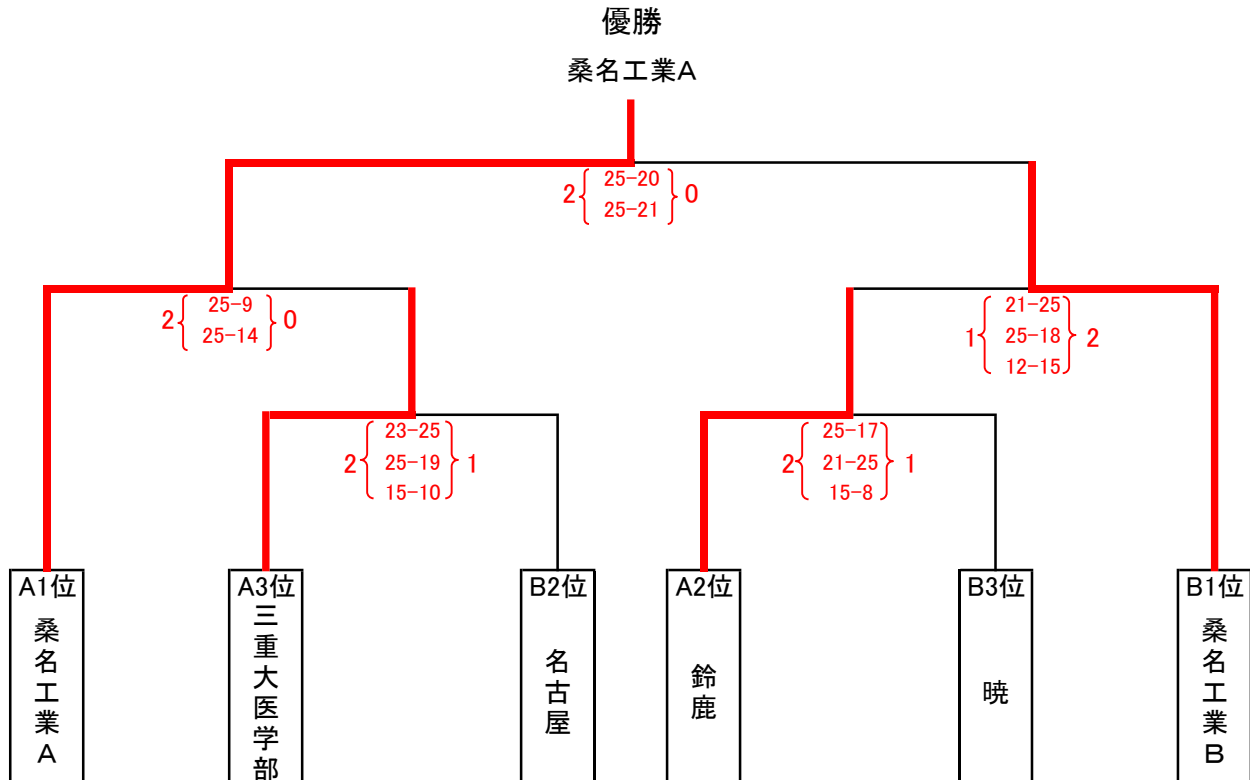 優勝
桑名工業A
2 25-20 0
25-21
2 25-9 0
25-14
21-25
1 25-18 2
12-15
23-25
2 25-19 1
15-10
25-17
2 21-25 1
15-8
A1位
桑名工業A
A3位
三重大医学部
B2位
名古屋
A2位
鈴鹿
B3位
暁
B1位
桑名工業B